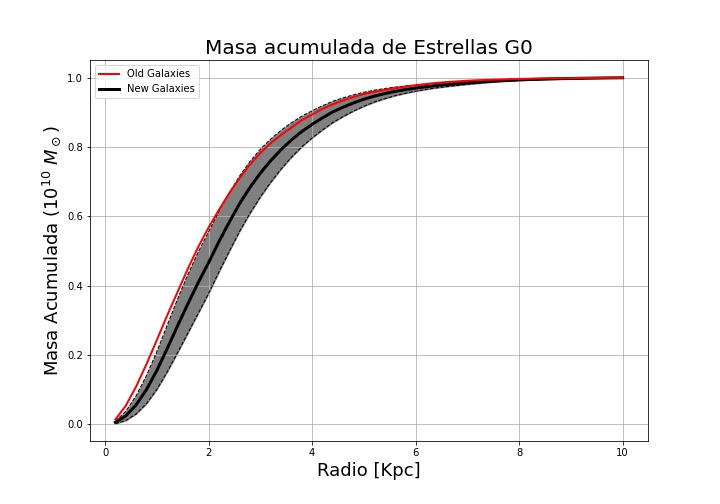 Masa acumulada de Estrellas G0
Old Galaxies
New Galaxies
Masa Acumulada (10¹⁰ M⊙)
1.0
0.8
0.6
0.4
0.2
0.0
0 2 4 6 8 10
Radio [Kpc]